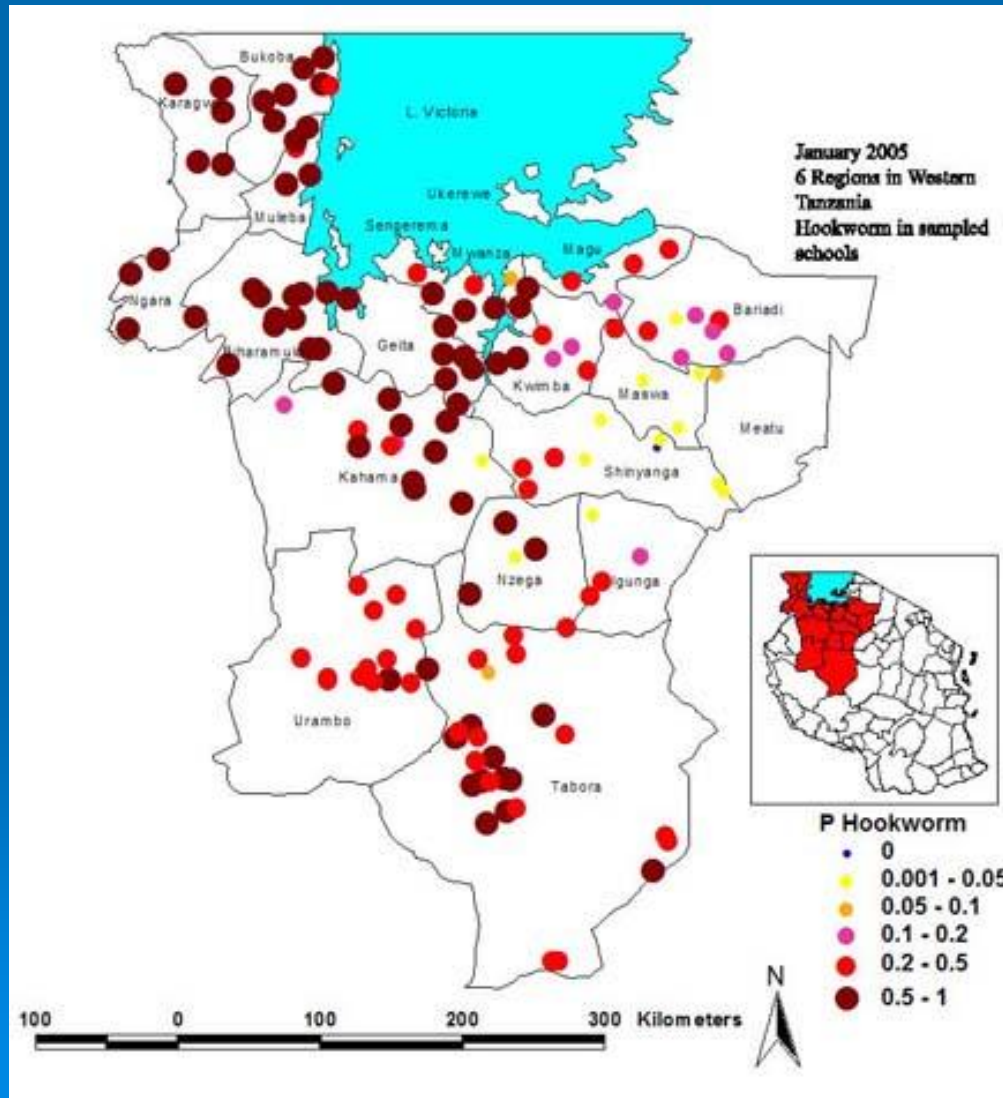 Bukoba
Karagw
L. Victoria
January 2005
6 Regions in Western
Tanzania
Hookworm in sampled
schools
Ukerewe
Muleba
Sengerema
Mwanza
Magu
Ngara
Bariadi
Biharamul
Geita
Kwimba
Maswa
Meatu
Kahama
Shinyanga
Nzega
Igunga
Urambo
Tabora
P Hookworm
0
0.001 - 0.05
0.05 - 0.1
0.1 - 0.2
0.2 - 0.5
0.5 - 1
N
100 0 100 200 300 Kilometers